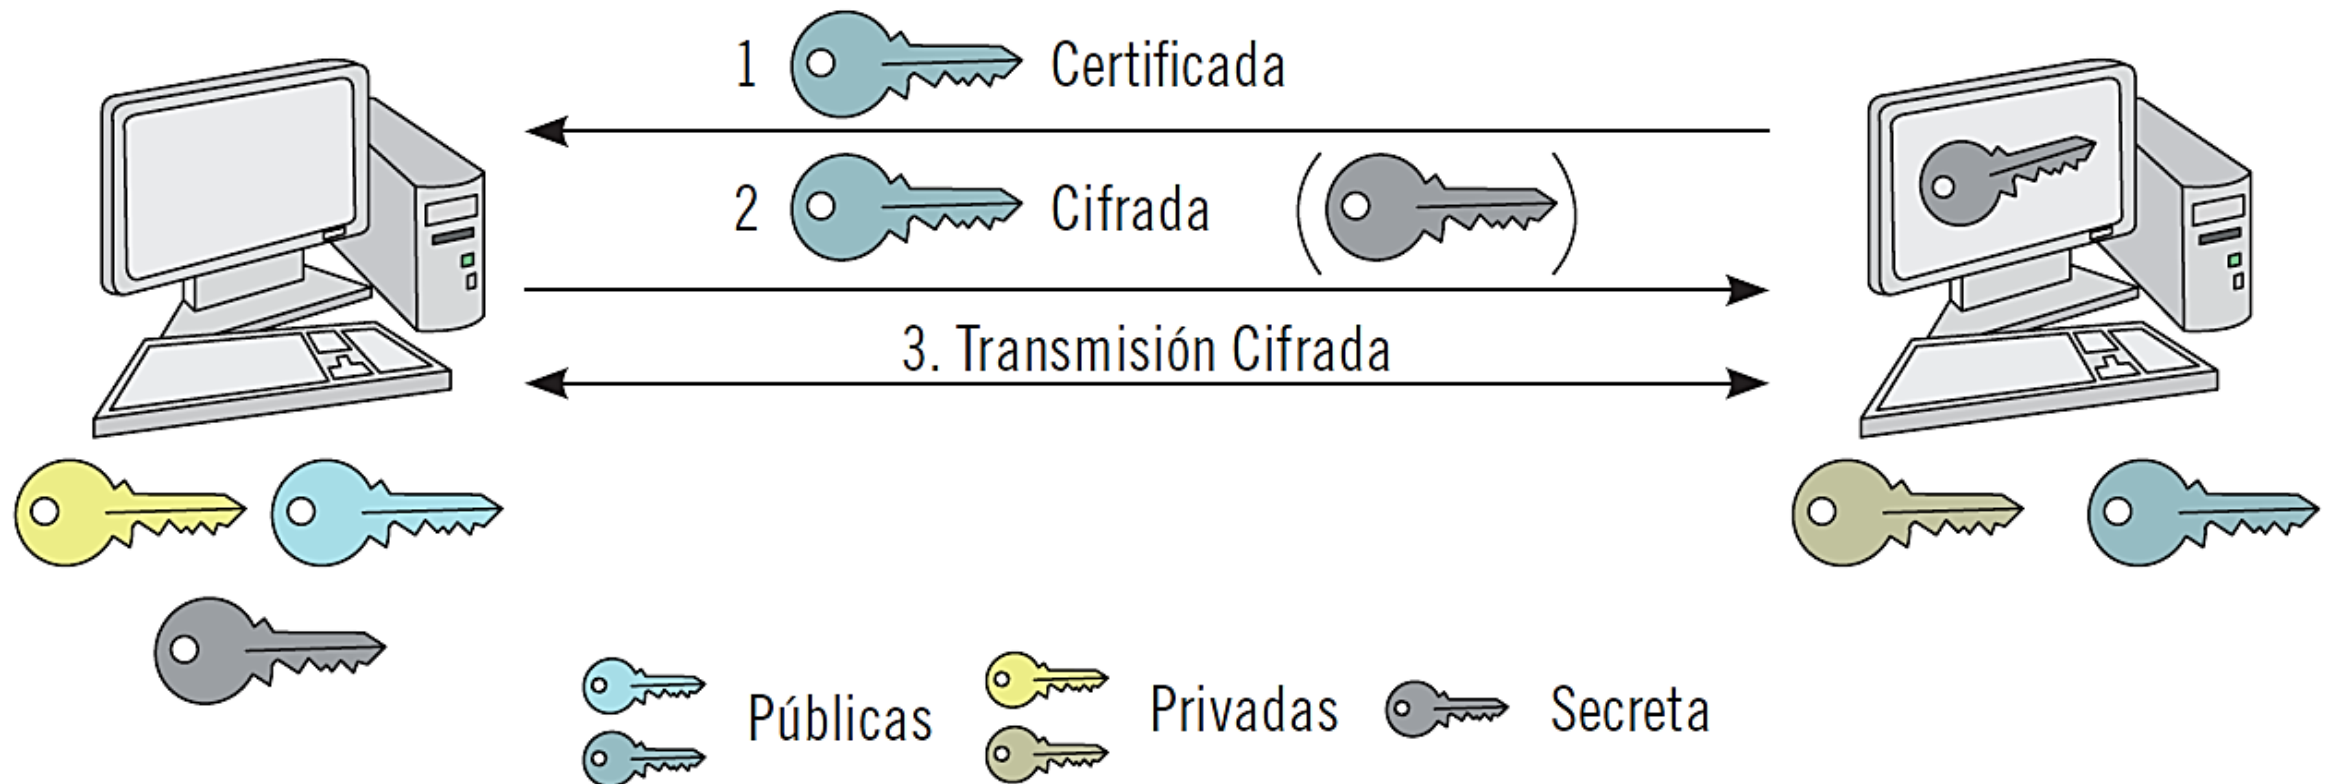 1 Certificada
2 Cifrada
3. Transmisión Cifrada
Públicas Privadas Secreta